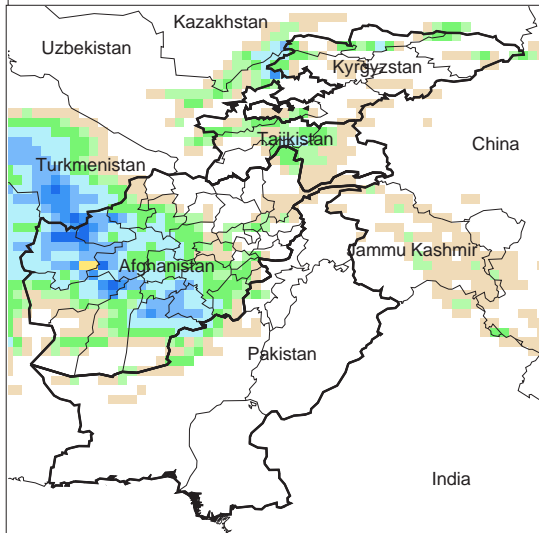 Kazakhstan
Uzbekistan
Kyrgyzstan
Tajikistan
China
Turkmenistan
Jammu Kashmir
Afghanistan
Pakistan
India